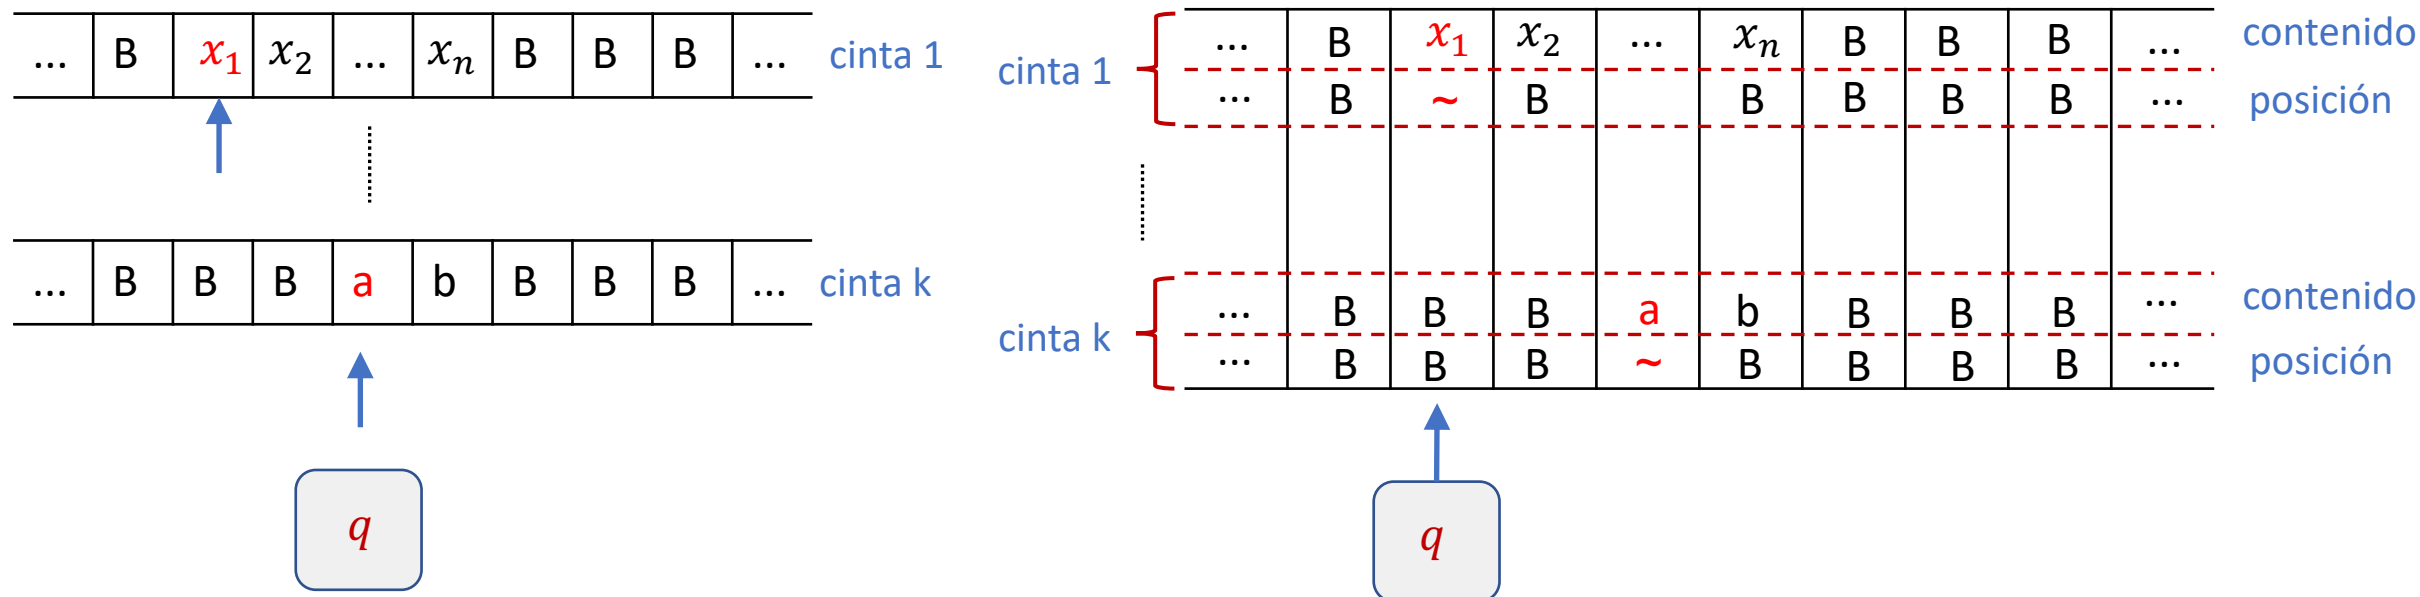 ... B x₁ x₂ ... xₙ B B B ... cinta 1
... B B B a b B B B ... cinta k
q
cinta 1
... B x₁ x₂ ... xₙ B B B ... contenido
... B ~ B B B B B ... posición
cinta k
... B B B a b B B B ... contenido
... B B B ~ B B B B ... posición
q